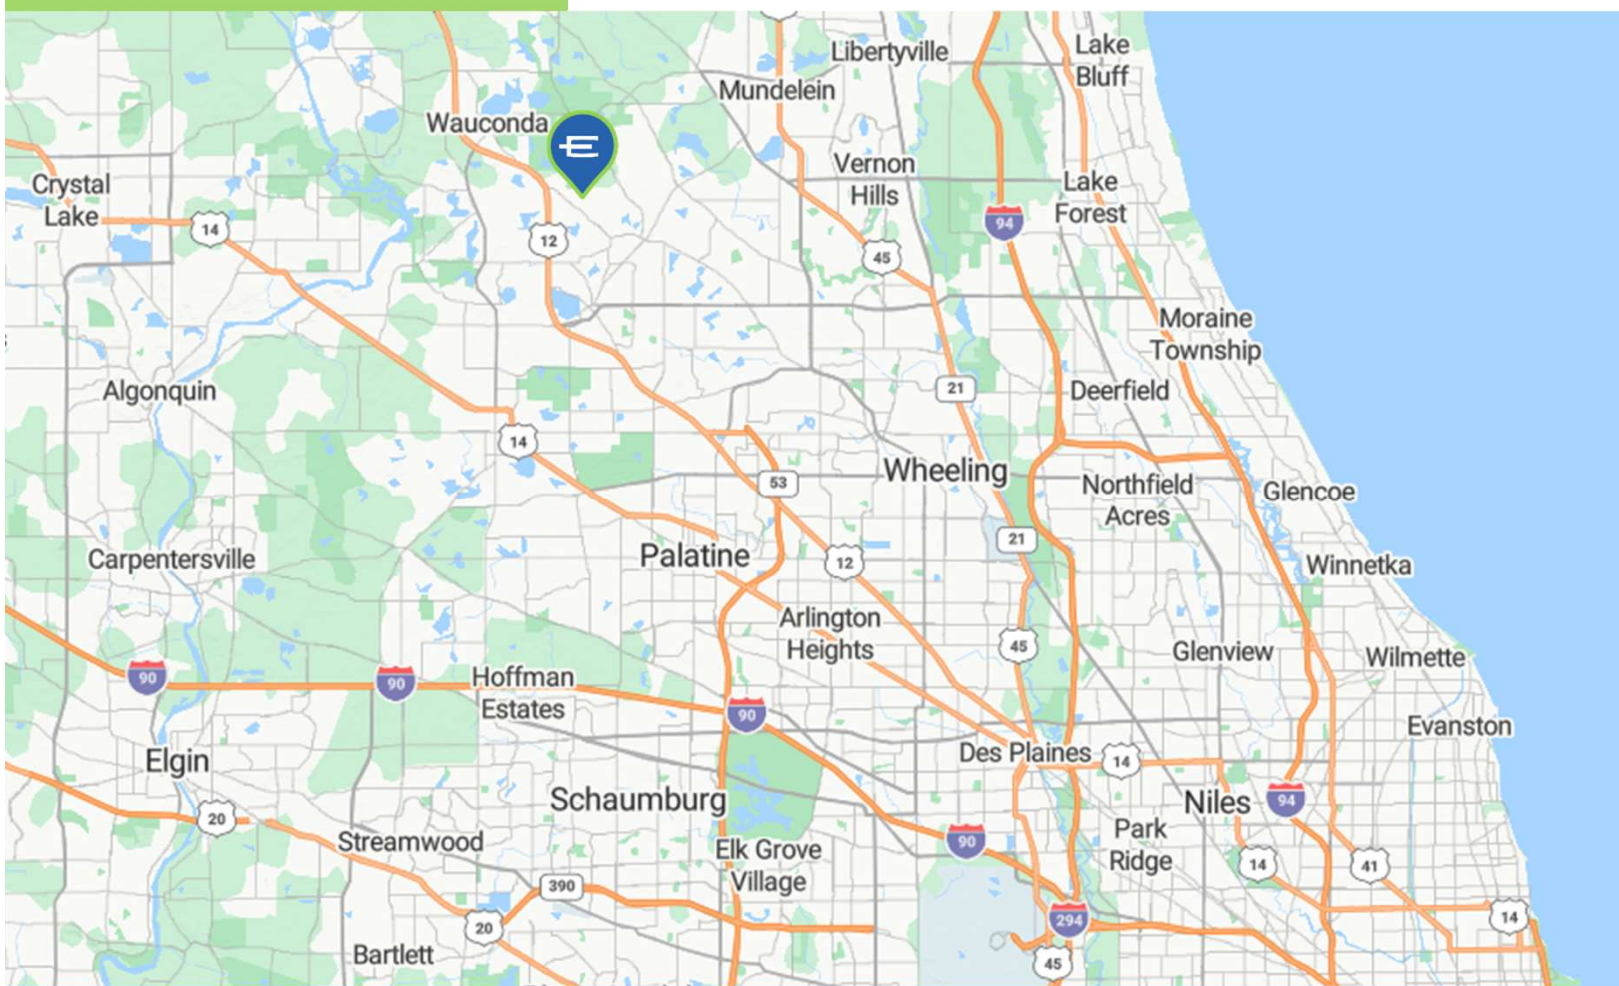 Libertyville
Lake
Bluff
Mundelein
Wauconda
E
Vernon
Hills
Crystal
Lake
Lake
Forest
14
12
94
45
Moraine
Township
Algonquin
21
Deerfield
14
Wheeling
53
Northfield
Acres
Glencoe
21
Palatine
12
Carpentersville
Winnetka
Arlington
Heights
45
Glenview
Wilmette
90
90
Hoffman
Estates
90
Evanston
Elgin
Des Plaines
14
Schaumburg
Niles
94
20
Streamwood
90
Park
Ridge
Elk Grove
Village
14
41
390
20
294
14
Bartlett
45